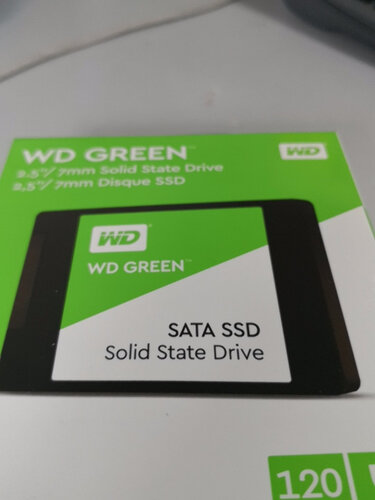 WD GREEN™
WD
2.5"/ 7mm Solid State Drive
2,5"/ 7mm Disque SSD
WD
WD GREEN™
SATA SSD
Solid State Drive
120